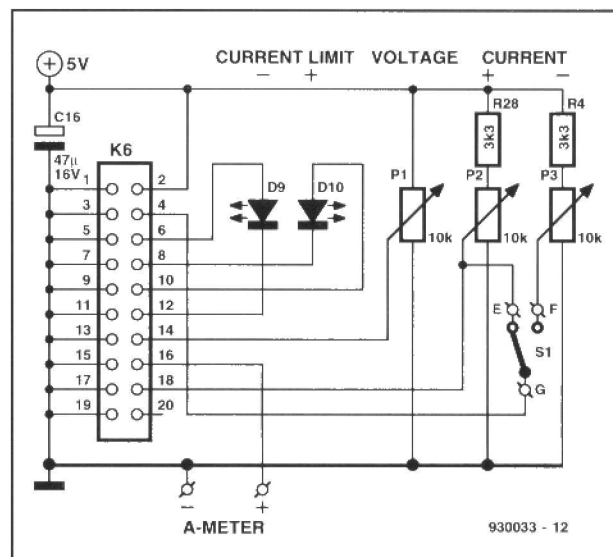 CURRENT LIMIT VOLTAGE CURRENT
− + + −
+ 5V
C16
47µ
16V
K6
1 2
3 4
5 6
7 8
9 10
11 12
13 14
15 16
17 18
19 20
D9 D10
R28 R4
3k3 3k3
P1 P2 P3
10k 10k 10k
E F
S1
G
− +
A-METER
930033 - 12